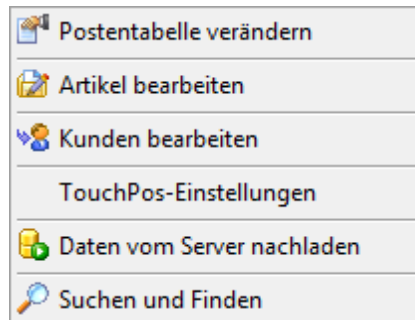 Postentabelle verändern
Artikel bearbeiten
Kunden bearbeiten
TouchPos-Einstellungen
Daten vom Server nachladen
Suchen und Finden